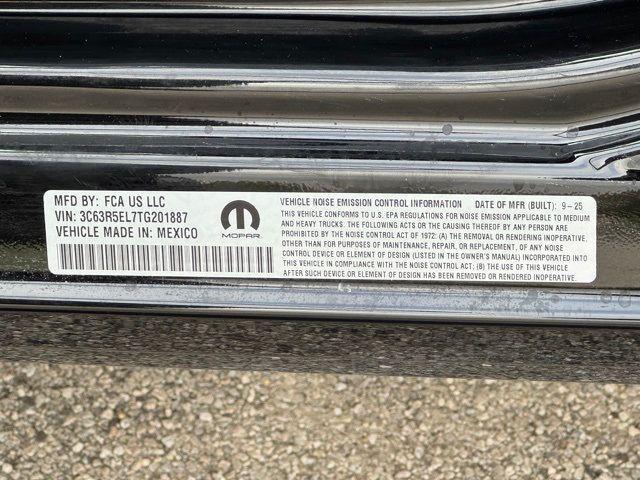 MFD BY: FCA US LLC
VIN: 3C63R5EL7TG201887
VEHICLE MADE IN: MEXICO
MOPAR
VEHICLE NOISE EMISSION CONTROL INFORMATION DATE OF MFR (BUILT): 9-25
THIS VEHICLE CONFORMS TO U.S. EPA REGULATIONS FOR NOISE EMISSION APPLICABLE TO MEDIUM
AND HEAVY TRUCKS. THE FOLLOWING ACTS OR THE CAUSING THEREOF BY ANY PERSON ARE
PROHIBITED BY THE NOISE CONTROL ACT OF 1972: (A) THE REMOVAL OR RENDERING INOPERATIVE,
OTHER THAN FOR PURPOSES OF MAINTENANCE, REPAIR, OR REPLACEMENT, OF ANY NOISE
CONTROL DEVICE OR ELEMENT OF DESIGN (LISTED IN THE OWNER'S MANUAL) INCORPORATED INTO
THIS VEHICLE IN COMPLIANCE WITH THE NOISE CONTROL ACT; (B) THE USE OF THIS VEHICLE
AFTER SUCH DEVICE OR ELEMENT OF DESIGN HAS BEEN REMOVED OR RENDERED INOPERATIVE.